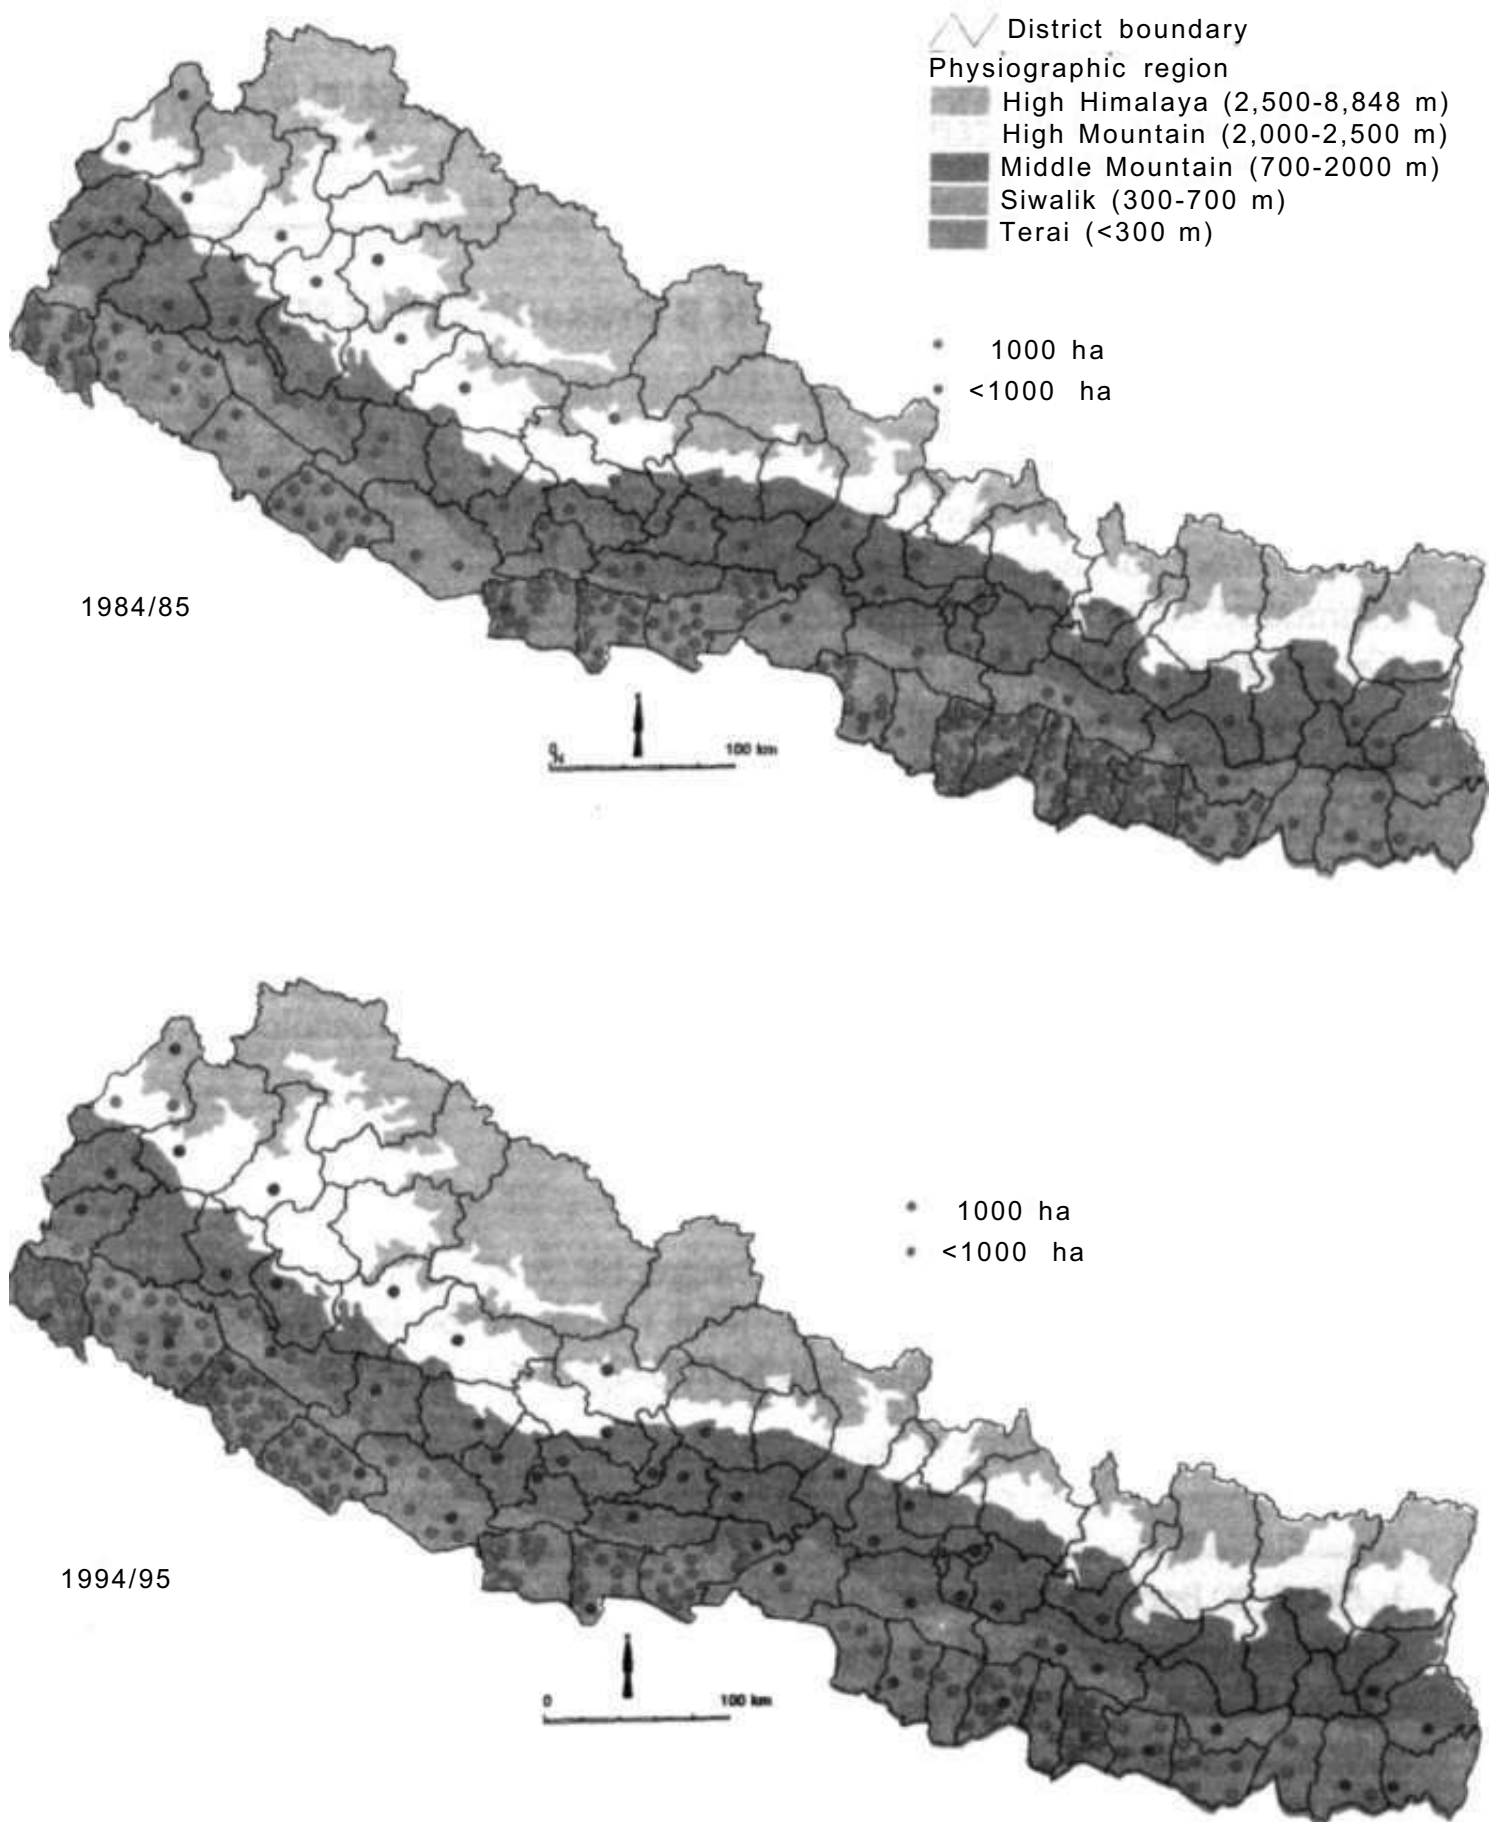 District boundary
Physiographic region
High Himalaya (2,500-8,848 m)
High Mountain (2,000-2,500 m)
Middle Mountain (700-2000 m)
Siwalik (300-700 m)
Terai (<300 m)
1000 ha
<1000 ha
1984/85
0 100 km
N
1000 ha
<1000 ha
1994/95
0 100 km